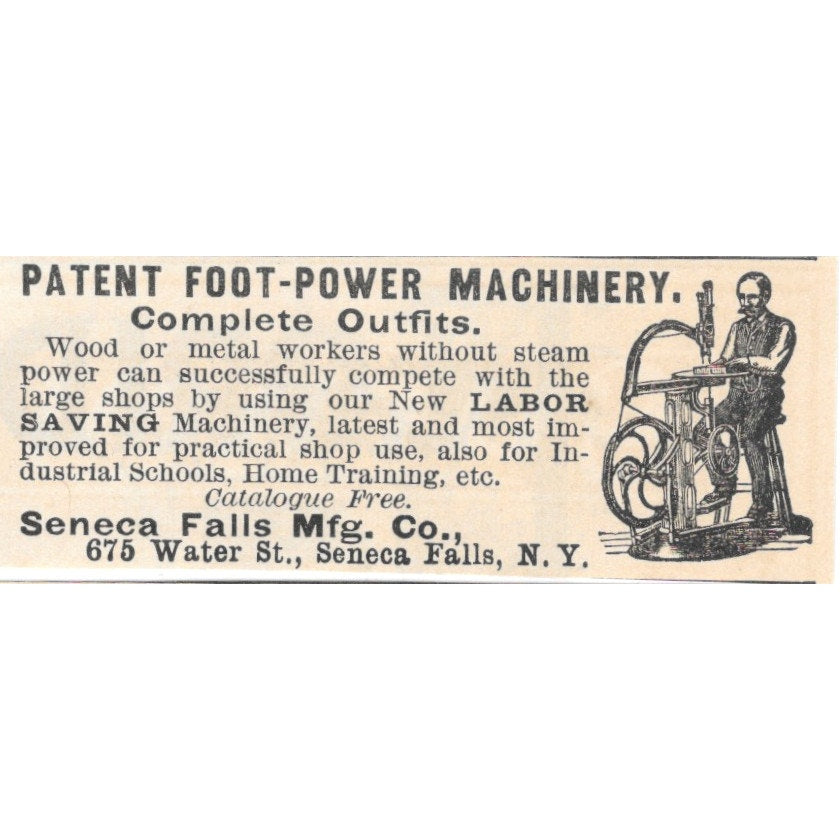 PATENT FOOT-POWER MACHINERY.
Complete Outfits.
Wood or metal workers without steam
power can successfully compete with the
large shops by using our New LABOR
SAVING Machinery, latest and most im-
proved for practical shop use, also for In-
dustrial Schools, Home Training, etc.
Catalogue Free.
Seneca Falls Mfg. Co.,
675 Water St., Seneca Falls, N. Y.